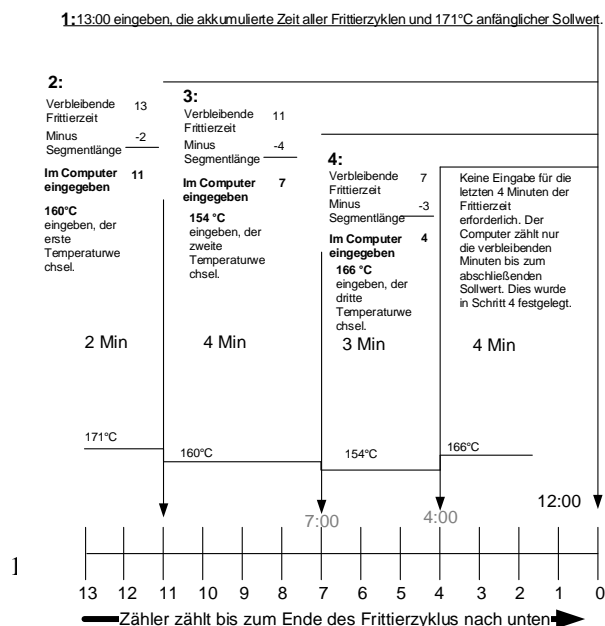 1:13:00 eingeben, die akkumulierte Zeit aller Frittierzyklen und 171°C anfänglicher Sollwert.
2:
Verbleibende 13
Frittierzeit
Minus -2
Segmentlänge
Im Computer 11
eingegeben
160°C
eingeben, der
erste
Temperaturwe
chsel.
2 Min
3:
Verbleibende 11
Frittierzeit
Minus -4
Segmentlänge
Im Computer 7
eingegeben
154 °C
eingeben, der
zweite
Temperaturwe
chsel.
4 Min
4:
Verbleibende 7
Frittierzeit
Minus -3
Segmentlänge
Im Computer 4
eingegeben
166 °C
eingeben, der
dritte
Temperaturwe
chsel.
3 Min
Keine Eingabe für die
letzten 4 Minuten der
Frittierzeit
erforderlich. Der
Computer zählt nur
die verbleibenden
Minuten bis zum
abschließenden
Sollwert. Dies wurde
in Schritt 4 festgelegt.
4 Min
171°C 160°C 154°C 166°C
12:00
7:00 4:00
1
13 12 11 10 9 8 7 6 5 4 3 2 1 0
Zähler zählt bis zum Ende des Frittierzyklus nach unten